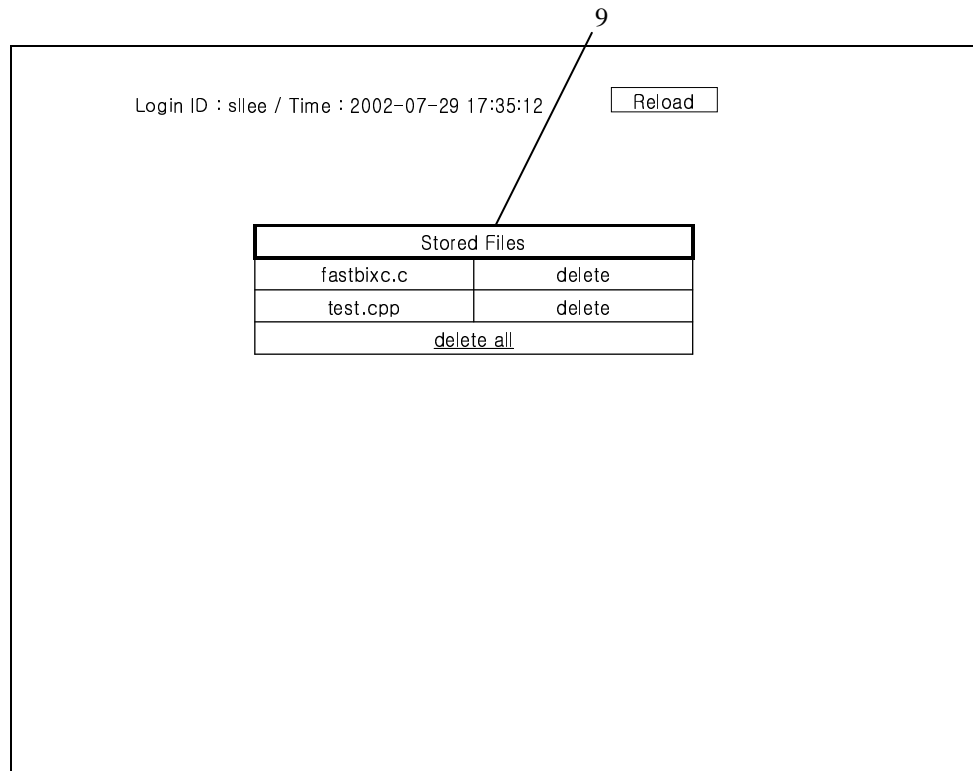 9
Login ID : sllee / Time : 2002-07-29 17:35:12 Reload
Stored Files
fastbixc.c delete
test.cpp delete
delete all